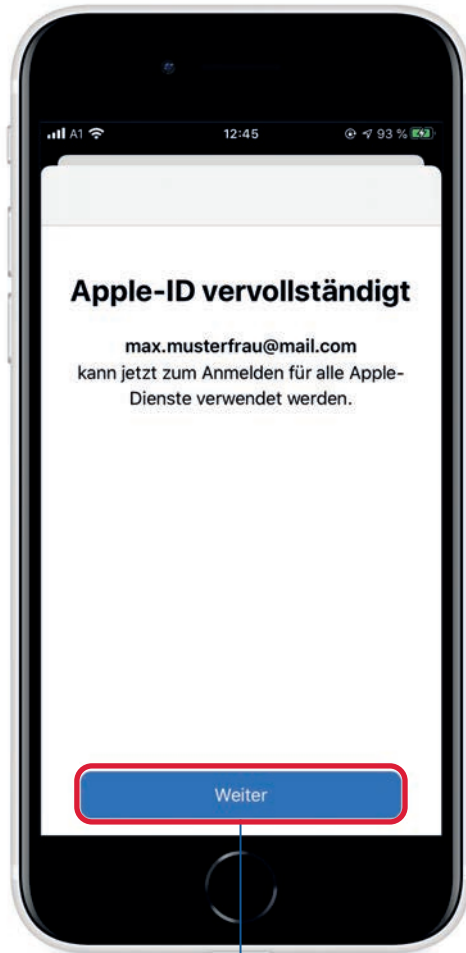 A1 12:45 93 %
Apple-ID vervollständigt
max.musterfrau@mail.com
kann jetzt zum Anmelden für alle Apple-
Dienste verwendet werden.
Weiter